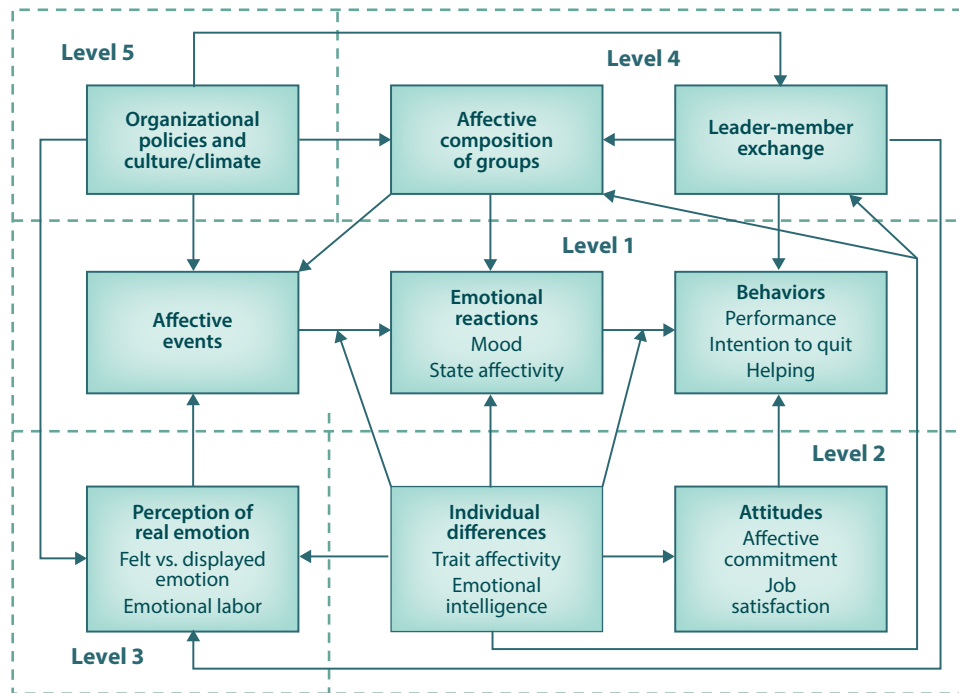 Level 5
Level 4
Organizational
policies and
culture/climate
Affective
composition
of groups
Leader-member
exchange
Level 1
Affective
events
Emotional
reactions
Mood
State affectivity
Behaviors
Performance
Intention to quit
Helping
Level 2
Perception of
real emotion
Felt vs. displayed
emotion
Emotional labor
Individual
differences
Trait affectivity
Emotional
intelligence
Attitudes
Affective
commitment
Job
satisfaction
Level 3